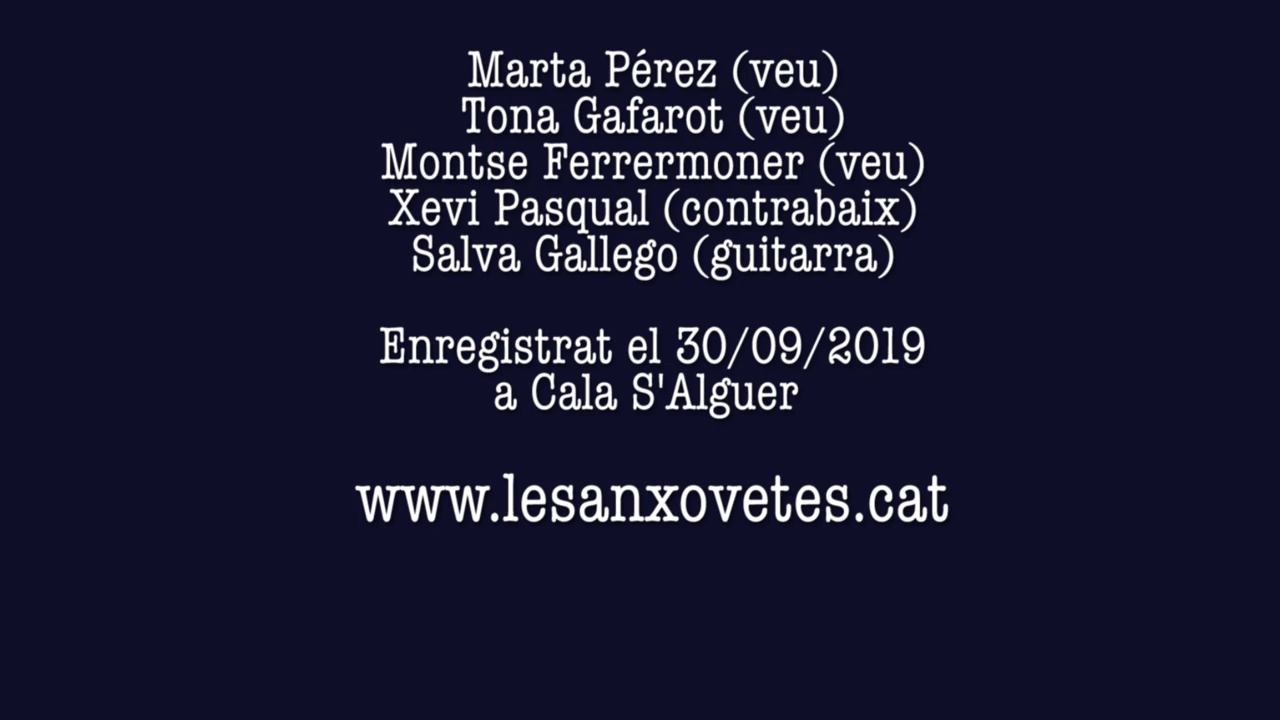 Marta Pérez (veu)
Tona Gafarot (veu)
Montse Ferrermoner (veu)
Xevi Pasqual (contrabaix)
Salva Gallego (guitarra)
Enregistrat el 30/09/2019
a Cala S'Alguer
www.lesanxovetes.cat